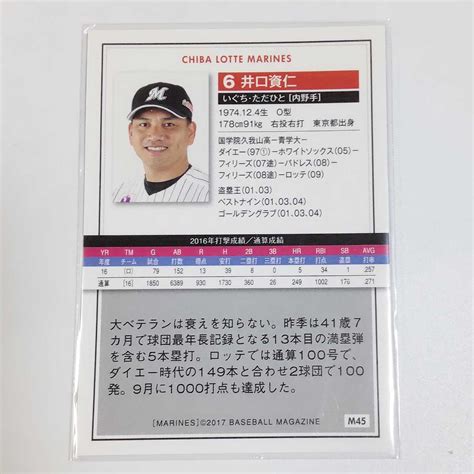 CHIBA LOTTE MARINES
M
6 井口資仁
いぐち・ただひと [内野手]
1974.12.4生 O型
178cm91kg 右投右打 東京都出身
国学院久我山高ー青学大ー
ダイエー(97①)ーホワイトソックス(05)ー
フィリーズ(07途)ーパドレス(08)ー
フィリーズ(08途)ーロッテ(09)
盗塁王(01.03)
ベストナイン(01.03.04)
ゴールデングラブ(01.03.04)
2016年打撃成績/通算成績
YR TM G AB R H 2B 3B HR RBI SB AVG
年度 試合 打数 得点 安打 二塁打 三塁打 本塁打 打点 盗塁 打率
16 (ロ) 79 152 13 39 8 0 5 34 1 .257
通算 [16] 1850 6389 930 1760 .271
大ベテランは衰えを知らない。昨季は41歳7
カ月で球団最年長記録となる13本目の満塁弾
を含む5本塁打。ロッテでは通算100号で、
ダイエー時代の149本と合わせ2球団で100
発。9月に1000打点も達成した。
[MARINES]©2017 BASEBALL MAGAZINE
M45